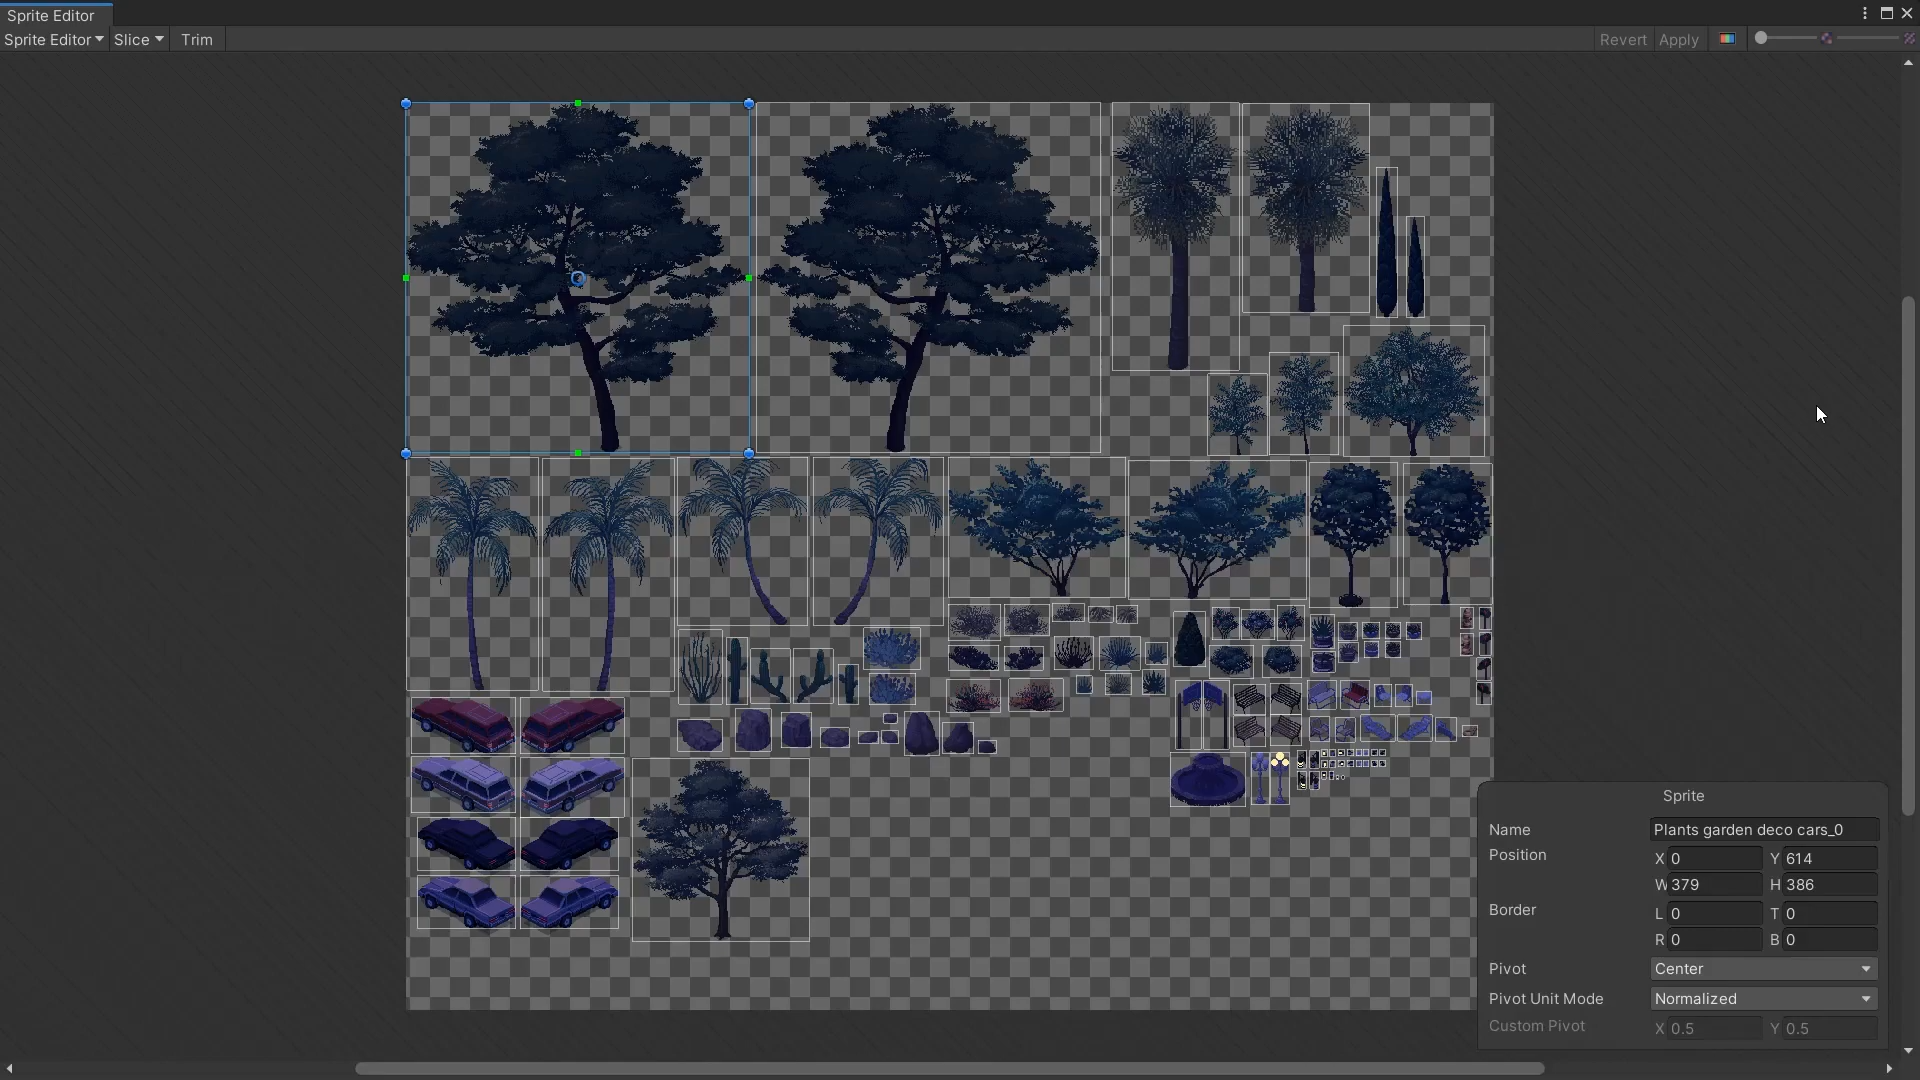 Sprite Editor
Sprite Editor Slice Trim Revert Apply
Sprite
Name Plants garden deco cars_0
Position X 0 Y 614
W 379 H 386
Border L 0 T 0
R 0 B 0
Pivot Center
Pivot Unit Mode Normalized
Custom Pivot X 0.5 Y 0.5